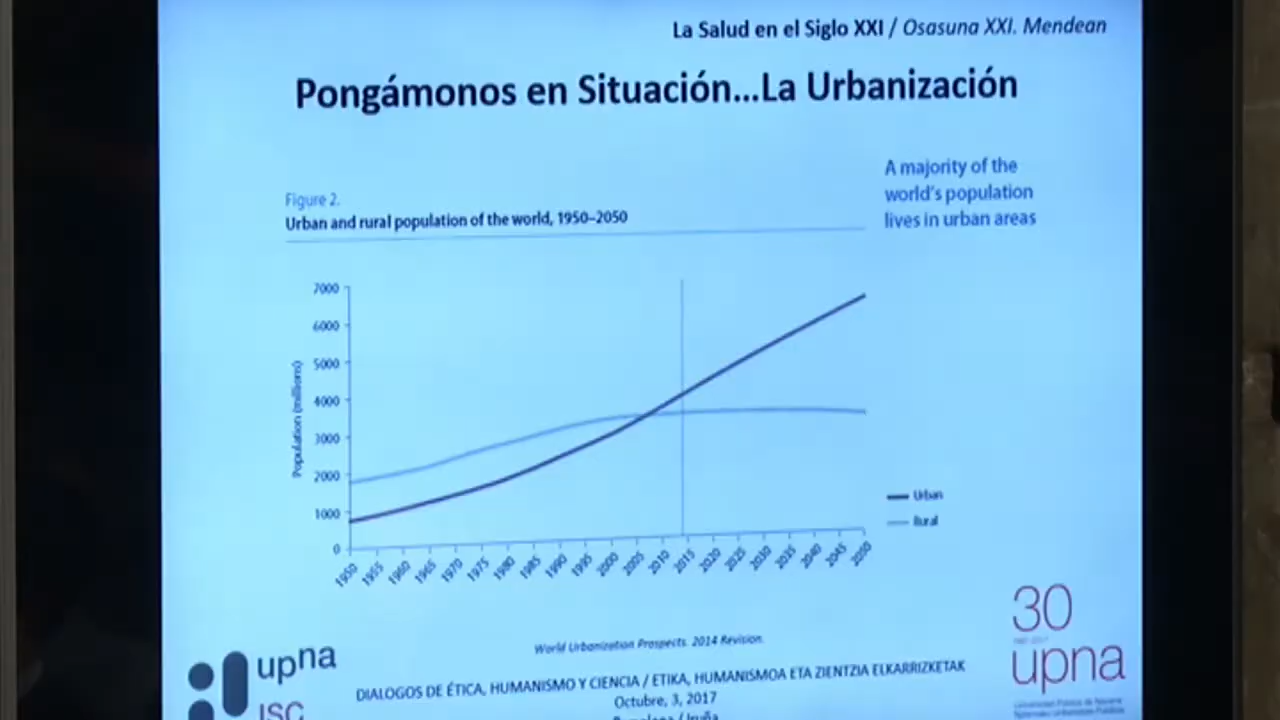 La Salud en el Siglo XXI / Osasuna XXI. Mendean
Pongámonos en Situación...La Urbanización
A majority of the
world's population
lives in urban areas
Figure 2.
Urban and rural population of the world, 1950–2050
Population (millions)
7000
6000
5000
4000
3000
2000
1000
0
1950 1955 1960 1965 1970 1975 1980 1985 1990 1995 2000 2005 2010 2015 2020 2025 2030 2035 2040 2045 2050
Urban
Rural
World Urbanization Prospects. 2014 Revision.
upna
ISC
DIALOGOS DE ÉTICA, HUMANISMO Y CIENCIA / ETIKA, HUMANISMOA ETA ZIENTZIA ELKARRIZKETAK
Octubre, 3, 2017
30
upna